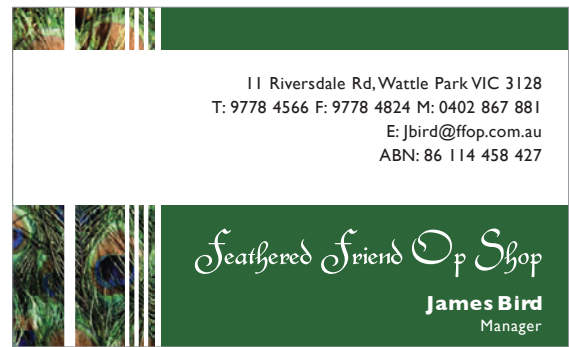 11 Riversdale Rd, Wattle Park VIC 3128
T: 9778 4566 F: 9778 4824 M: 0402 867 881
E: Jbird@ffop.com.au
ABN: 86 114 458 427
Feathered Friend Op Shop
James Bird
Manager